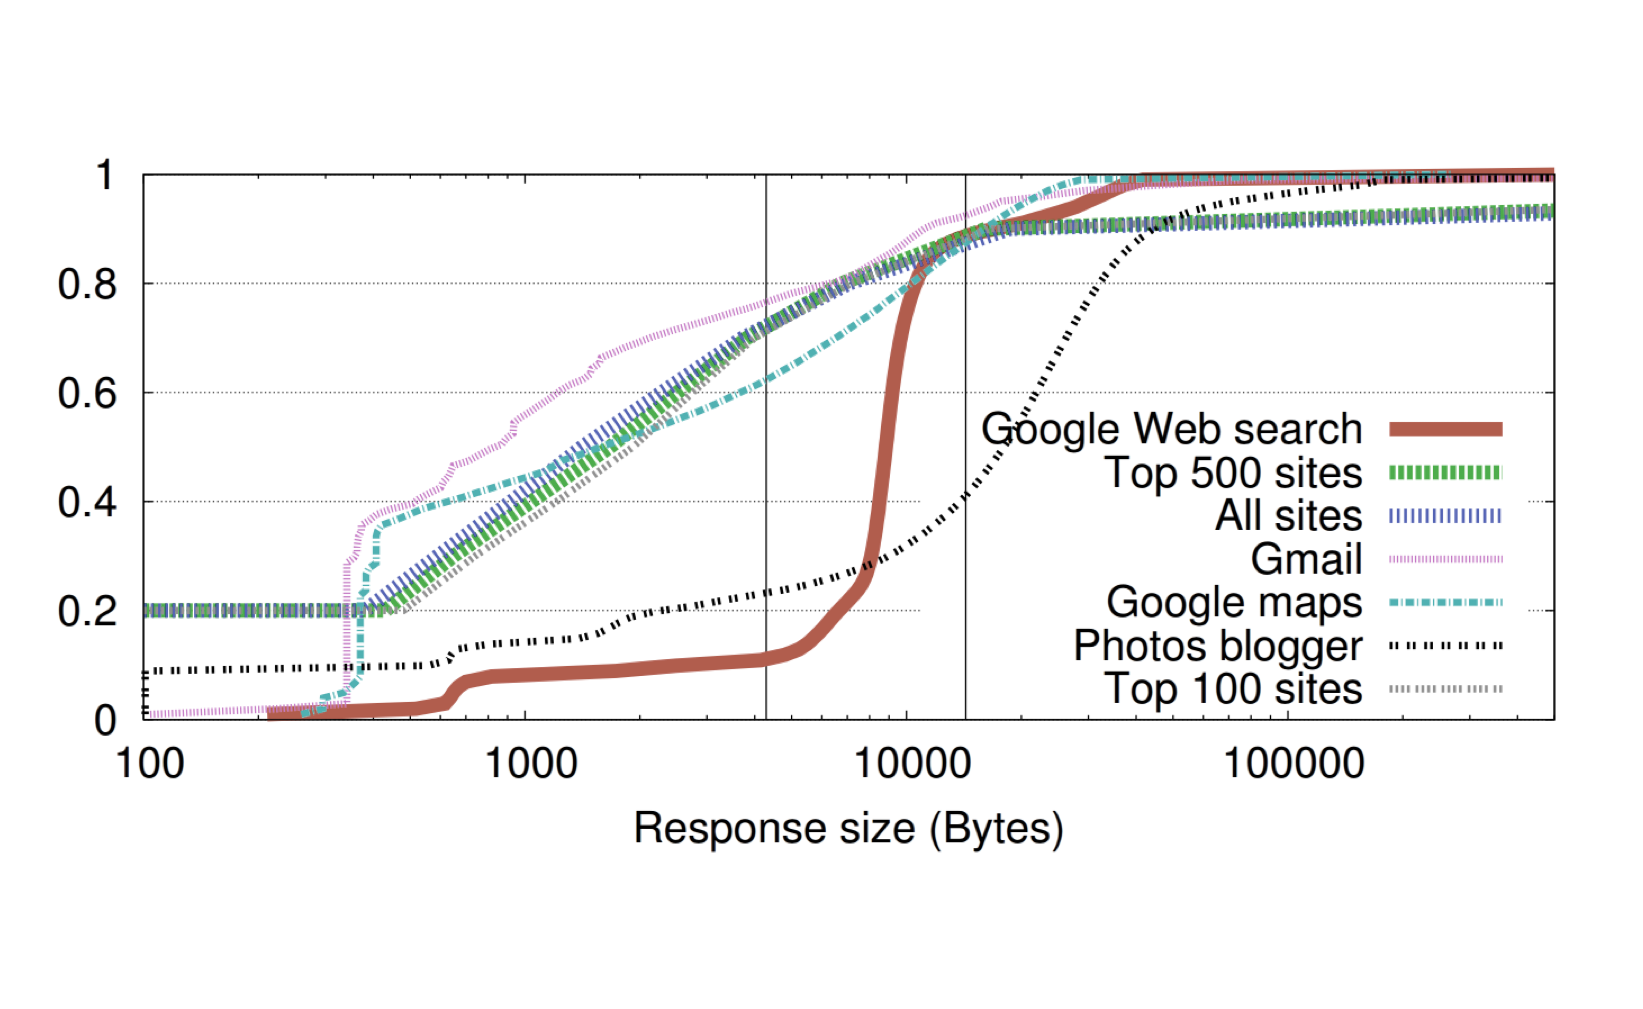 1
0.8
0.6
0.4
0.2
0
100 1000 10000 100000
Response size (Bytes)
Google Web search
Top 500 sites
All sites
Gmail
Google maps
Photos blogger
Top 100 sites